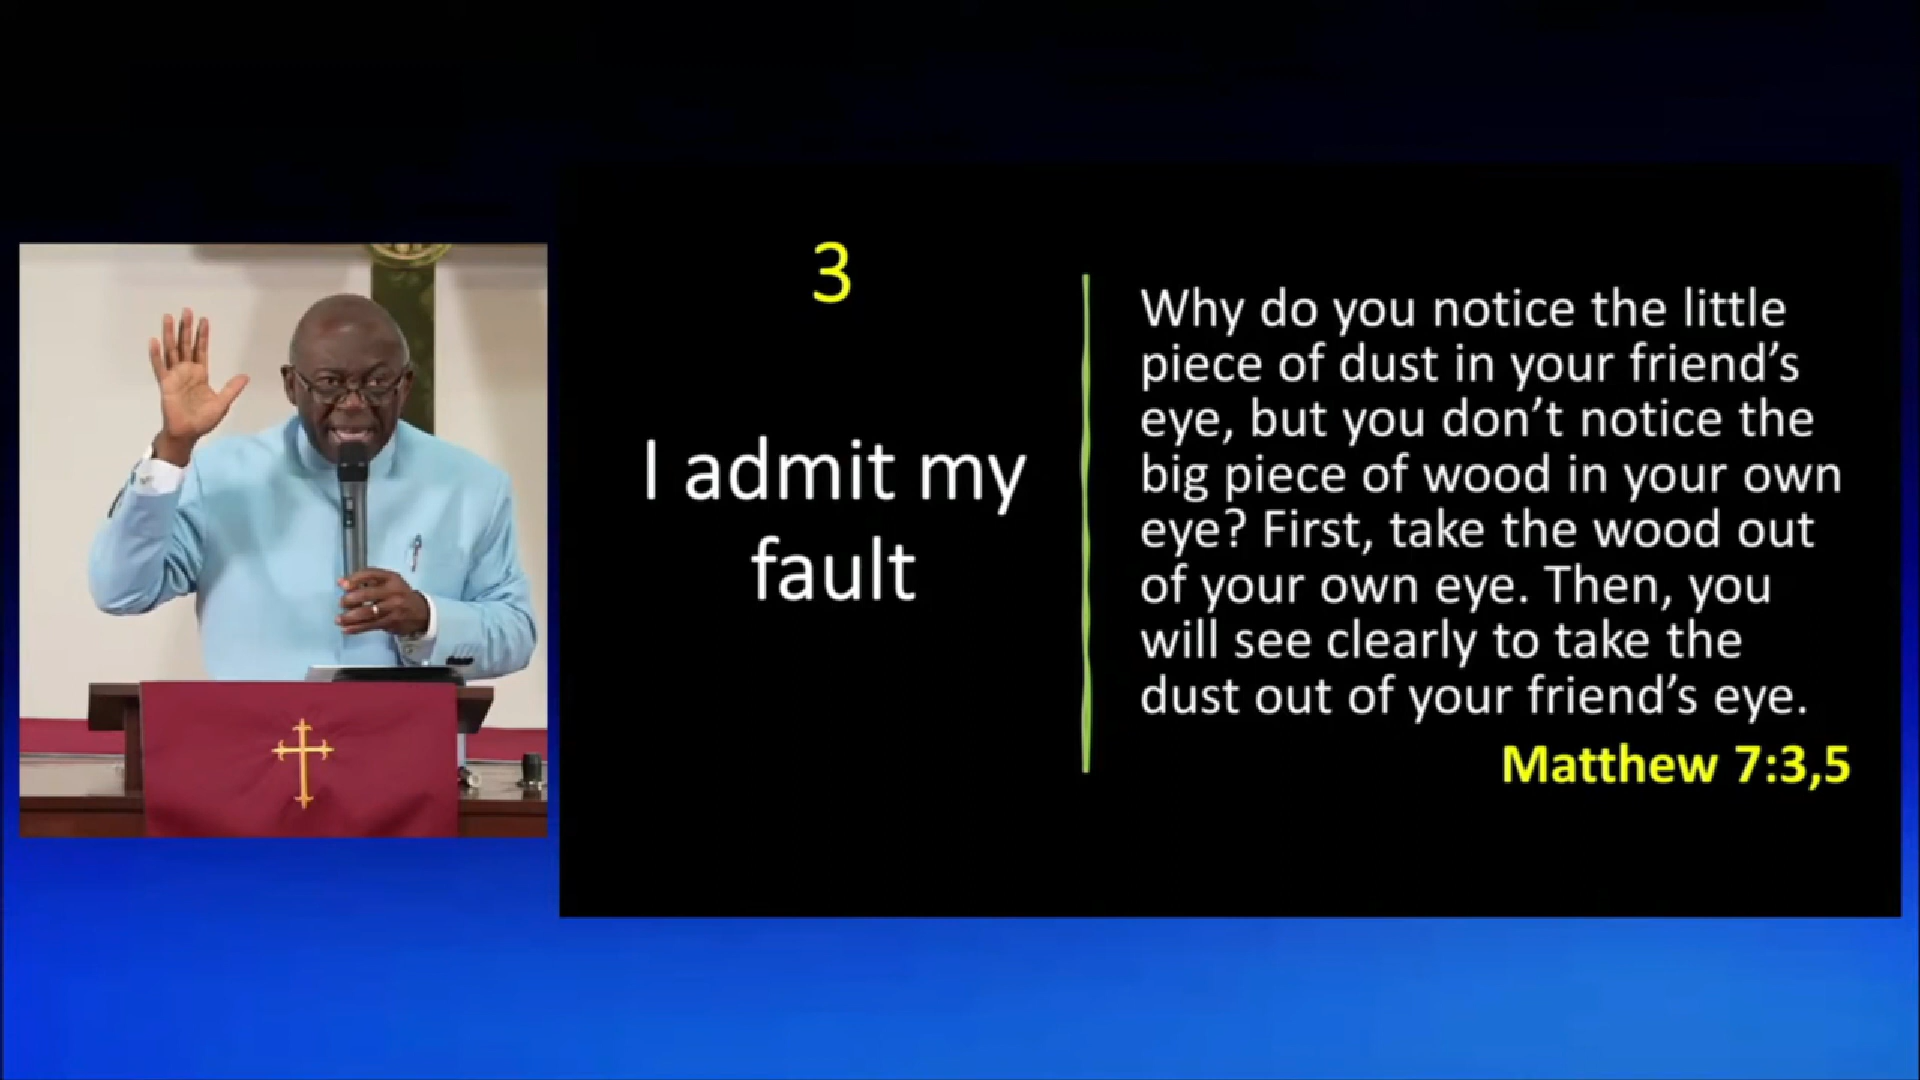 3
I admit my
fault
Why do you notice the little
piece of dust in your friend’s
eye, but you don’t notice the
big piece of wood in your own
eye? First, take the wood out
of your own eye. Then, you
will see clearly to take the
dust out of your friend’s eye.
Matthew 7:3,5